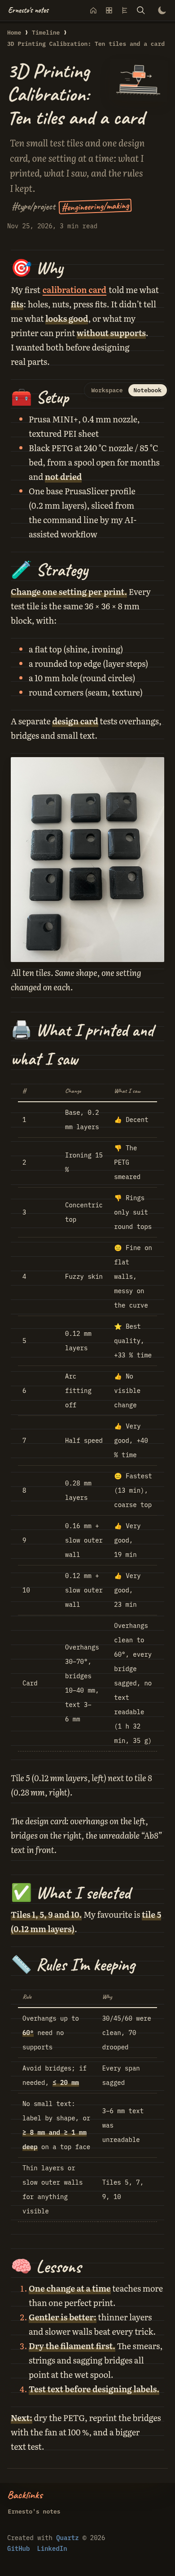 Ernesto's notes
Home ❯ Timeline ❯
3D Printing Calibration: Ten tiles and a card
3D Printing
Calibration:
Ten tiles and a card
Ten small test tiles and one design
card, one setting at a time: what I
printed, what I saw, and the rules
I kept.
#type/project #engineering/making
Nov 25, 2026, 3 min read
🎯 Why
My first calibration card told me what
fits: holes, nuts, press fits. It didn't tell
me what looks good, or what my
printer can print without supports.
I wanted both before designing
real parts.
Workspace Notebook
🧰 Setup
Prusa MINI+, 0.4 mm nozzle,
textured PEI sheet
Black PETG at 240 °C nozzle / 85 °C
bed, from a spool open for months
and not dried
One base PrusaSlicer profile
(0.2 mm layers), sliced from
the command line by my AI-
assisted workflow
🧪 Strategy
Change one setting per print. Every
test tile is the same 36 × 36 × 8 mm
block, with:
a flat top (shine, ironing)
a rounded top edge (layer steps)
a 10 mm hole (round circles)
round corners (seam, texture)
A separate design card tests overhangs,
bridges and small text.
All ten tiles. Same shape, one setting
changed on each.
🖨️ What I printed and
what I saw
# Change What I saw
1 Base, 0.2 mm layers 👍 Decent
2 Ironing 15 % 👎 The PETG smeared
3 Concentric top 👎 Rings only suit round tops
4 Fuzzy skin 😐 Fine on flat walls, messy on the curve
5 0.12 mm layers ⭐ Best quality, +33 % time
6 Arc fitting off 👍 No visible change
7 Half speed 👍 Very good, +40 % time
8 0.28 mm layers 😐 Fastest (13 min), coarse top
9 0.16 mm + slow outer wall 👍 Very good, 19 min
10 0.12 mm + slow outer wall 👍 Very good, 23 min
Card Overhangs 30–70°, bridges 10–40 mm, text 3–6 mm Overhangs clean to 60°, every bridge sagged, no text readable (1 h 32 min, 35 g)
Tile 5 (0.12 mm layers, left) next to tile 8
(0.28 mm, right).
The design card: overhangs on the left,
bridges on the right, the unreadable “Ab8”
text in front.
✅ What I selected
Tiles 1, 5, 9 and 10. My favourite is tile
5 (0.12 mm layers).
📏 Rules I'm keeping
Rule Why
Overhangs up to 60° need no supports 30/45/60 were clean, 70 drooped
Avoid bridges; if needed, ≤ 20 mm Every span sagged
No small text: label by shape, or ≥ 8 mm and ≥ 1 mm deep on a top face 3–6 mm text was unreadable
Thin layers or slow outer walls for anything visible Tiles 5, 7, 9, 10
🧠 Lessons
1. One change at a time teaches more
than one perfect print.
2. Gentler is better: thinner layers
and slower walls beat every trick.
3. Dry the filament first. The smears,
strings and sagging bridges all
point at the wet spool.
4. Test text before designing labels.
Next: dry the PETG, reprint the bridges
with the fan at 100 %, and a bigger
text test.
Backlinks
Ernesto's notes
Created with Quartz © 2026
GitHub LinkedIn